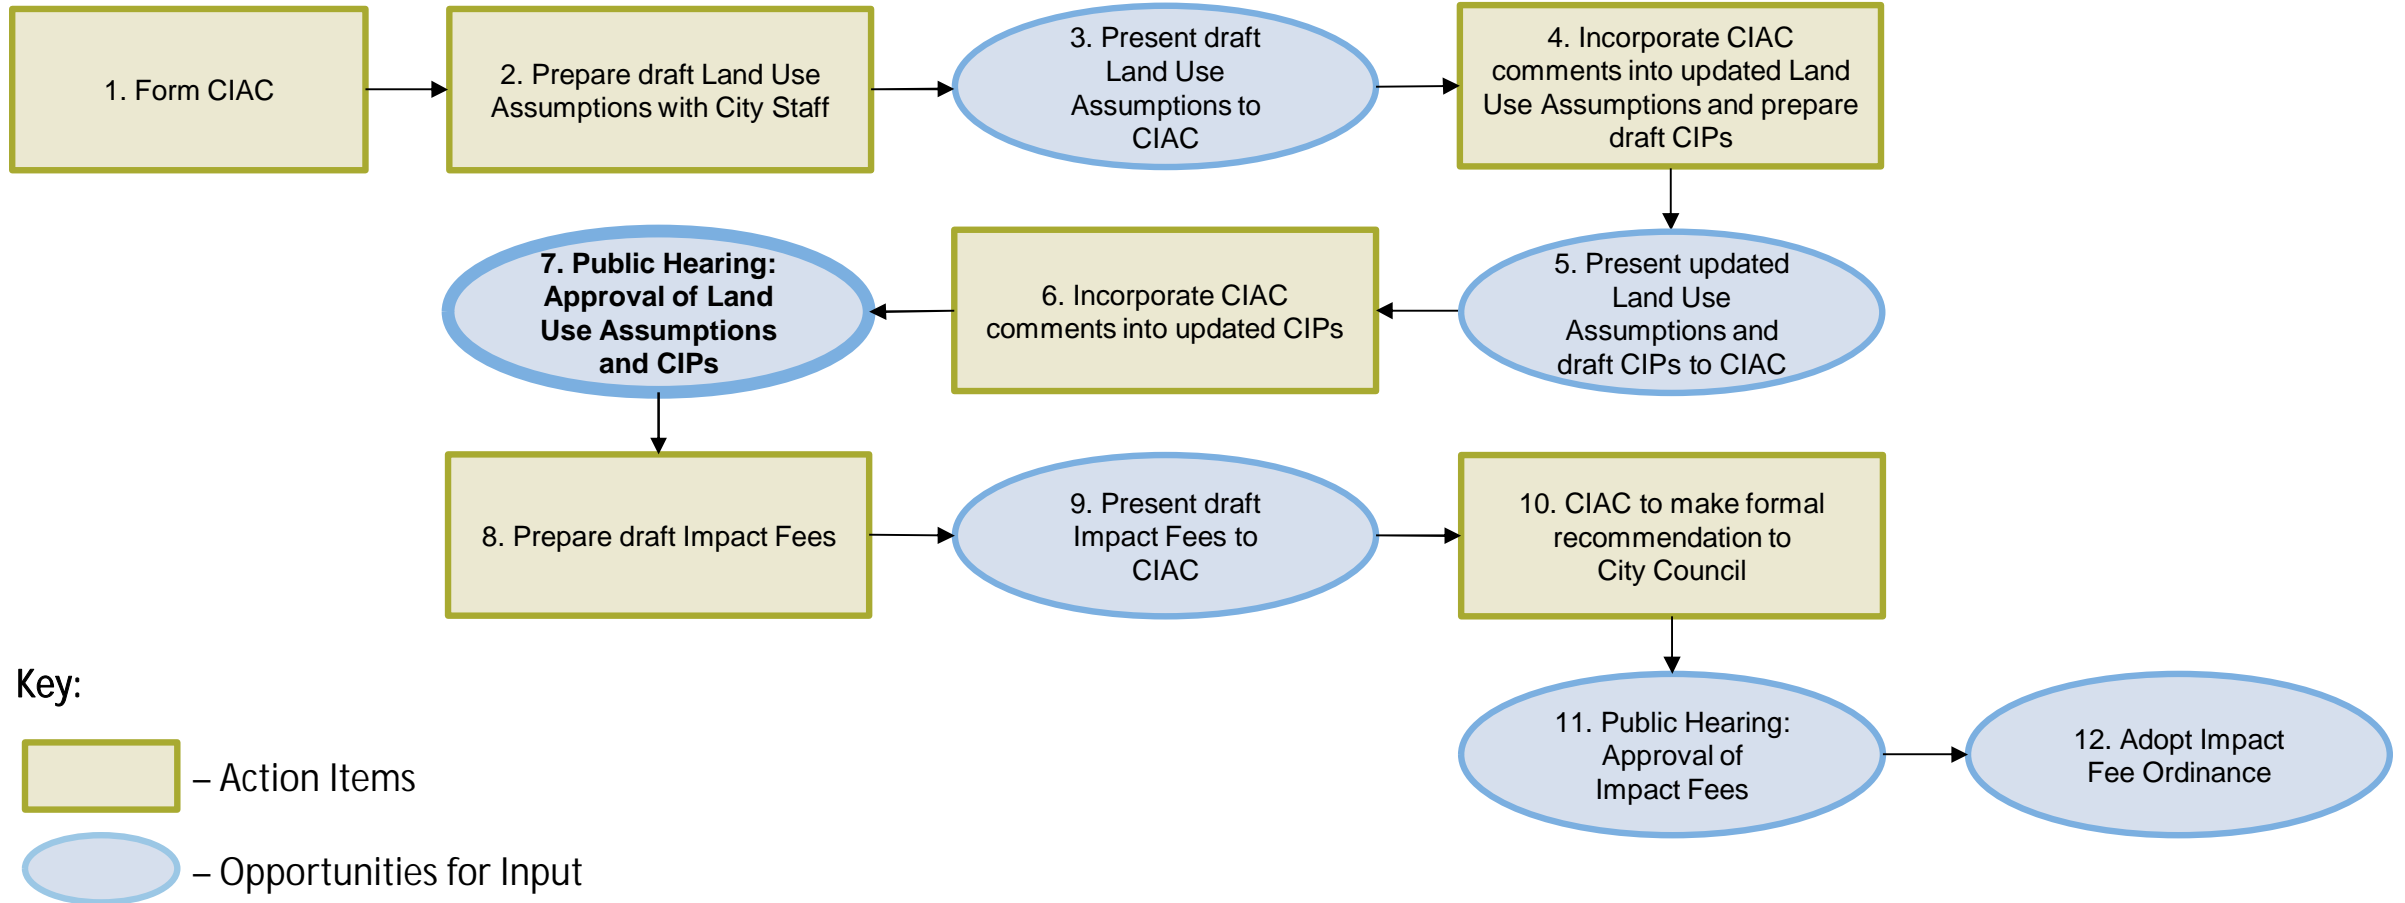 1. Form CIAC
2. Prepare draft Land Use
Assumptions with City Staff
3. Present draft
Land Use
Assumptions to
CIAC
4. Incorporate CIAC
comments into updated Land
Use Assumptions and prepare
draft CIPs
5. Present updated
Land Use
Assumptions and
draft CIPs to CIAC
6. Incorporate CIAC
comments into updated CIPs
7. Public Hearing:
Approval of Land
Use Assumptions
and CIPs
8. Prepare draft Impact Fees
9. Present draft
Impact Fees to
CIAC
10. CIAC to make formal
recommendation to
City Council
11. Public Hearing:
Approval of
Impact Fees
12. Adopt Impact
Fee Ordinance
Key:
– Action Items
– Opportunities for Input